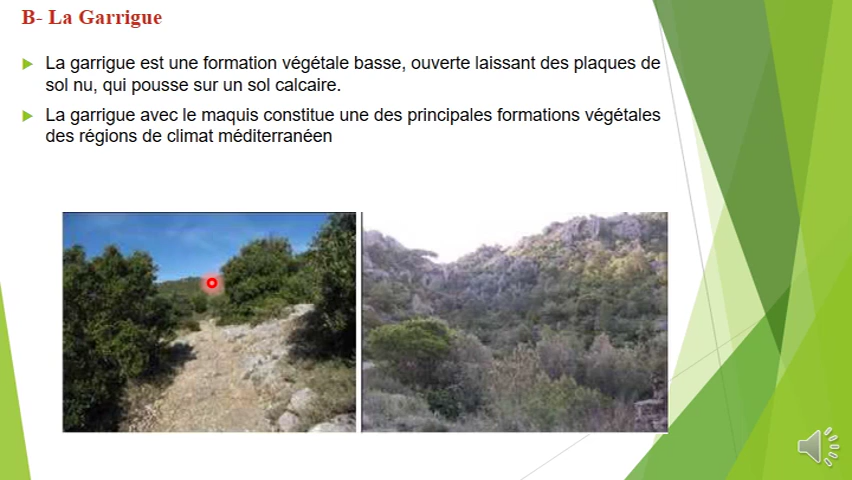 B- La Garrigue
La garrigue est une formation végétale basse, ouverte laissant des plaques de
sol nu, qui pousse sur un sol calcaire.
La garrigue avec le maquis constitue une des principales formations végétales
des régions de climat méditerranéen